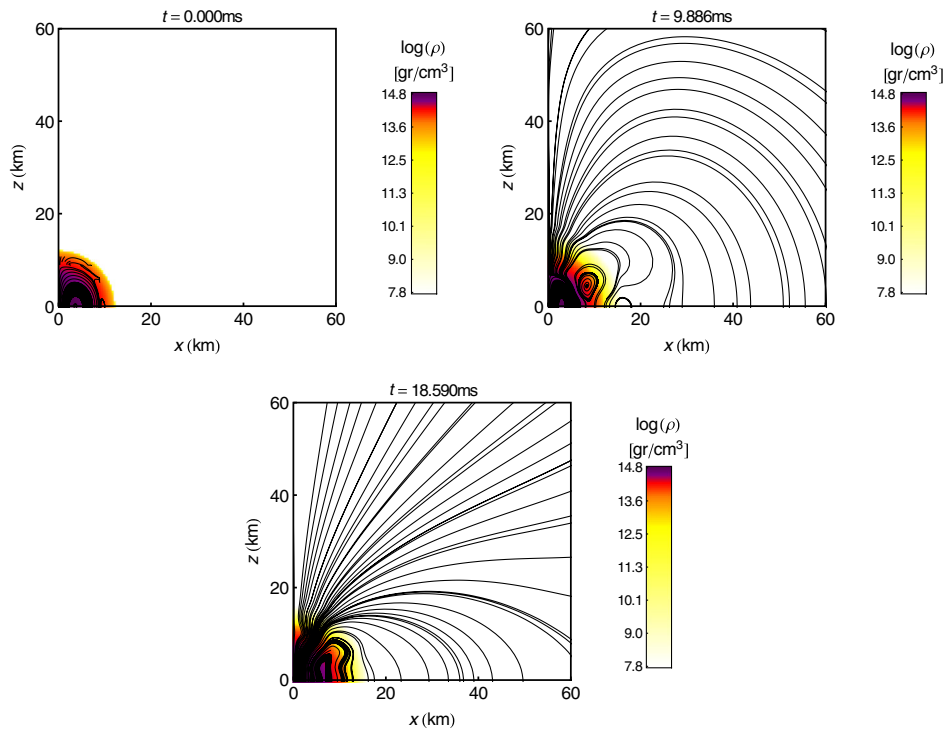 t = 0.000ms
60
40
20
0
z (km)
0 20 40 60
x (km)
log(ρ)
[gr/cm³]
14.8
13.6
12.5
11.3
10.1
9.0
7.8
t = 9.886ms
60
40
20
0
z (km)
0 20 40 60
x (km)
log(ρ)
[gr/cm³]
14.8
13.6
12.5
11.3
10.1
9.0
7.8
t = 18.590ms
60
40
20
0
z (km)
0 20 40 60
x (km)
log(ρ)
[gr/cm³]
14.8
13.6
12.5
11.3
10.1
9.0
7.8